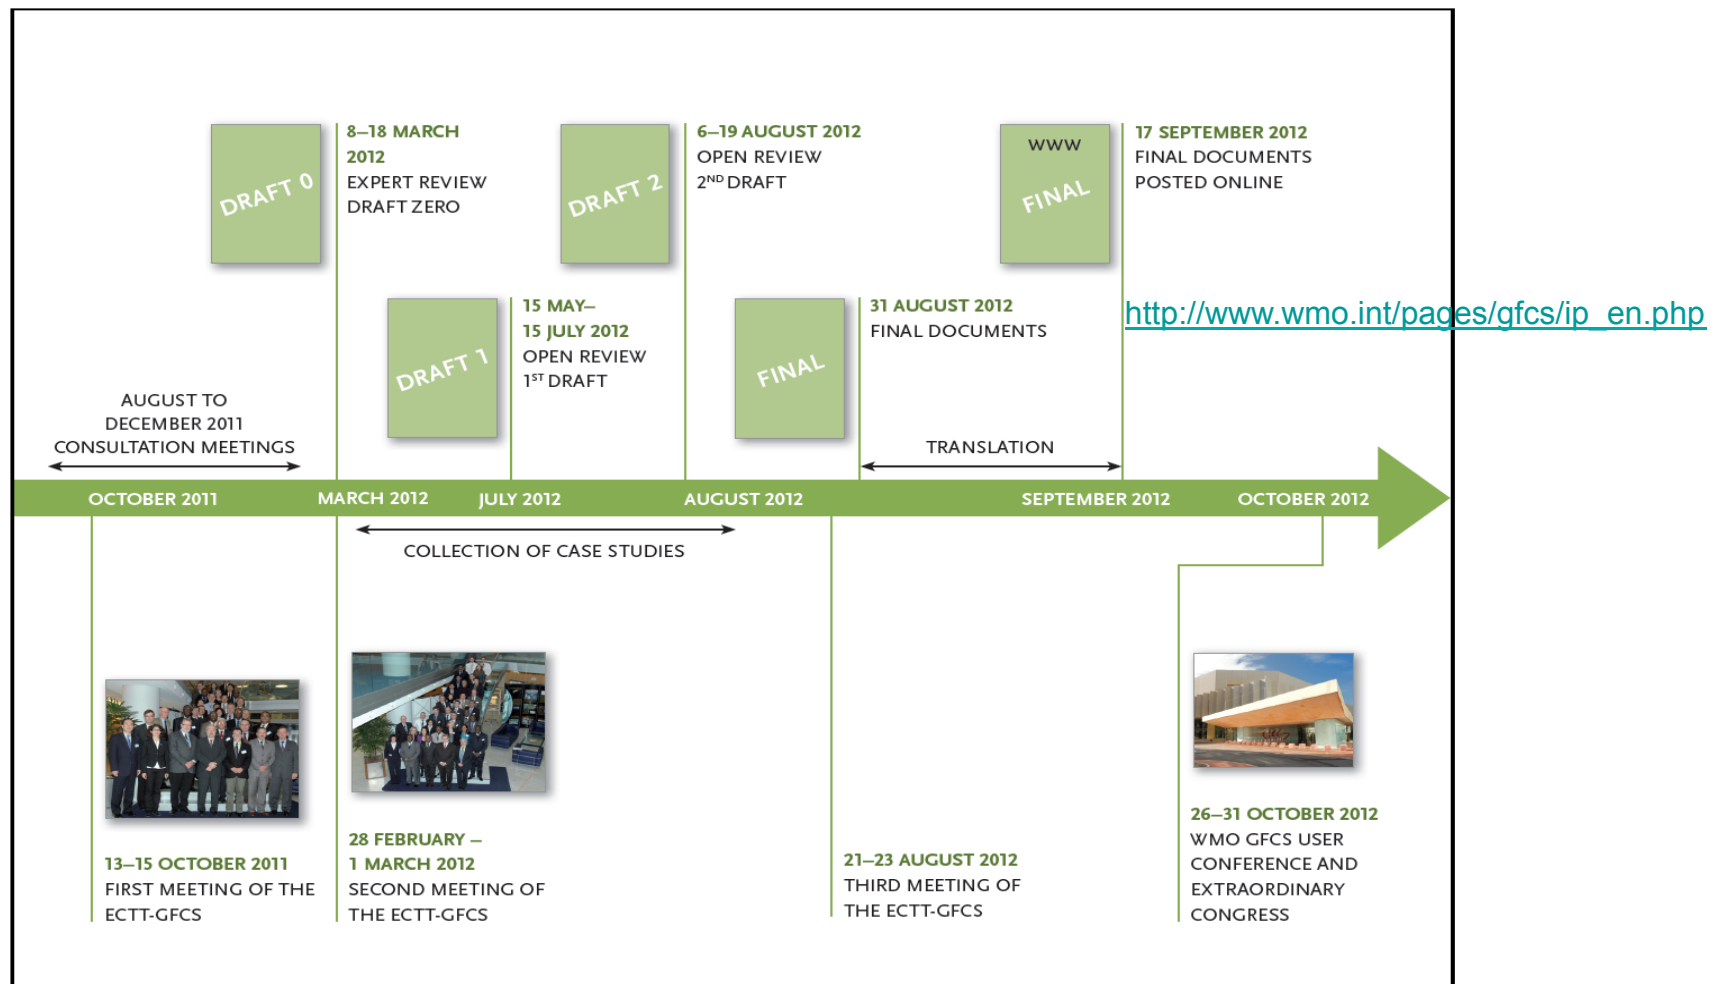 DRAFT 0
8–18 MARCH
2012
EXPERT REVIEW
DRAFT ZERO
DRAFT 2
6–19 AUGUST 2012
OPEN REVIEW
2ND DRAFT
WWW
FINAL
17 SEPTEMBER 2012
FINAL DOCUMENTS
POSTED ONLINE
DRAFT 1
15 MAY–
15 JULY 2012
OPEN REVIEW
1ST DRAFT
FINAL
31 AUGUST 2012
FINAL DOCUMENTS
http://www.wmo.int/pages/gfcs/ip_en.php
AUGUST TO
DECEMBER 2011
CONSULTATION MEETINGS
TRANSLATION
OCTOBER 2011
MARCH 2012
JULY 2012
AUGUST 2012
SEPTEMBER 2012
OCTOBER 2012
COLLECTION OF CASE STUDIES
13–15 OCTOBER 2011
FIRST MEETING OF THE
ECTT-GFCS
28 FEBRUARY –
1 MARCH 2012
SECOND MEETING OF
THE ECTT-GFCS
21–23 AUGUST 2012
THIRD MEETING OF
THE ECTT-GFCS
26–31 OCTOBER 2012
WMO GFCS USER
CONFERENCE AND
EXTRAORDINARY
CONGRESS